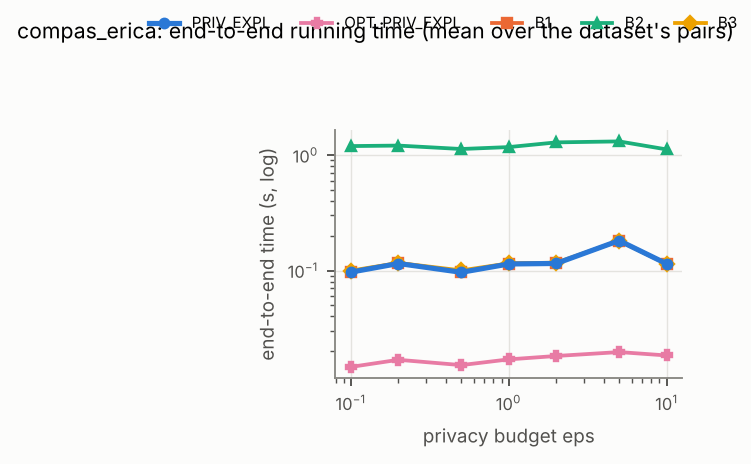 PRIV_EXPL OPT_PRIV_EXPL B1 B2 B3
compas_erica: end-to-end running time (mean over the dataset's pairs)
end-to-end time (s, log)
10⁰
10⁻¹
10⁻¹ 10⁰ 10¹
privacy budget eps